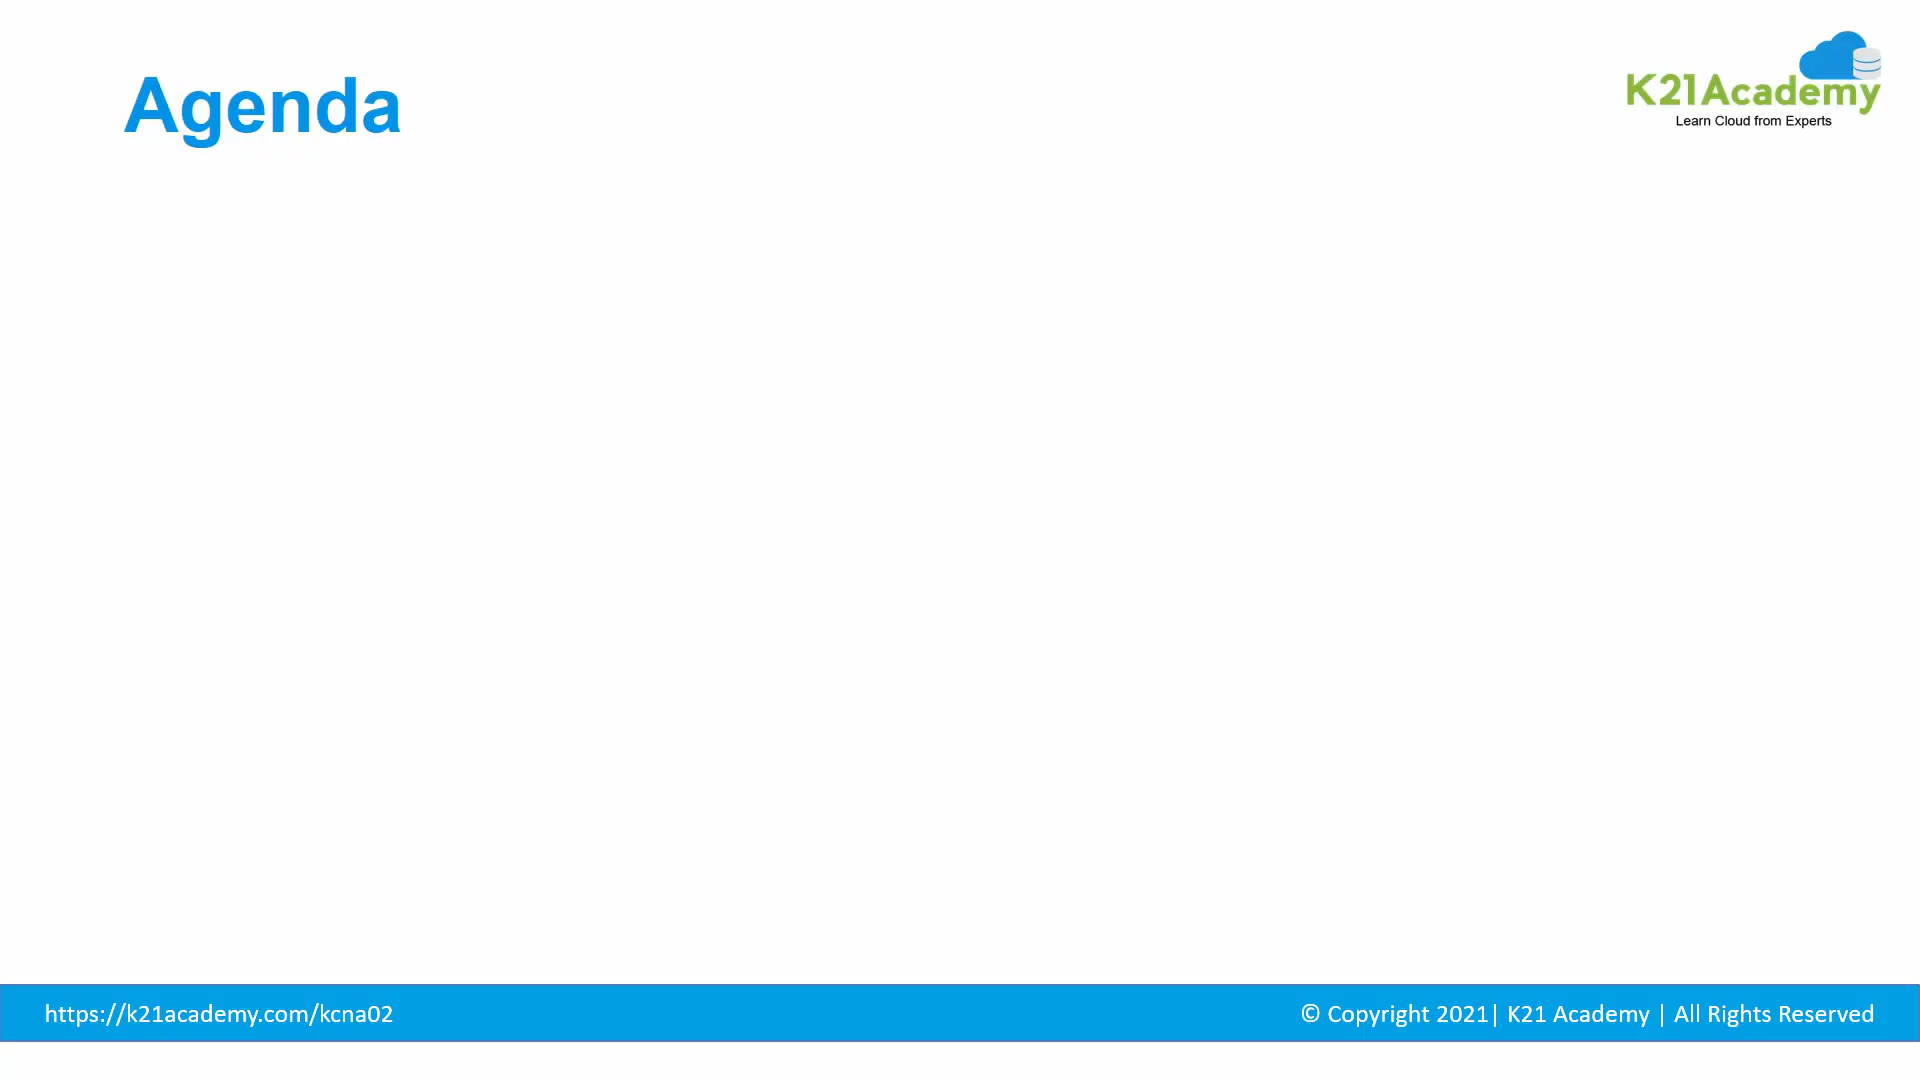 Agenda
K21Academy
Learn Cloud from Experts
https://k21academy.com/kcna02
© Copyright 2021| K21 Academy | All Rights Reserved